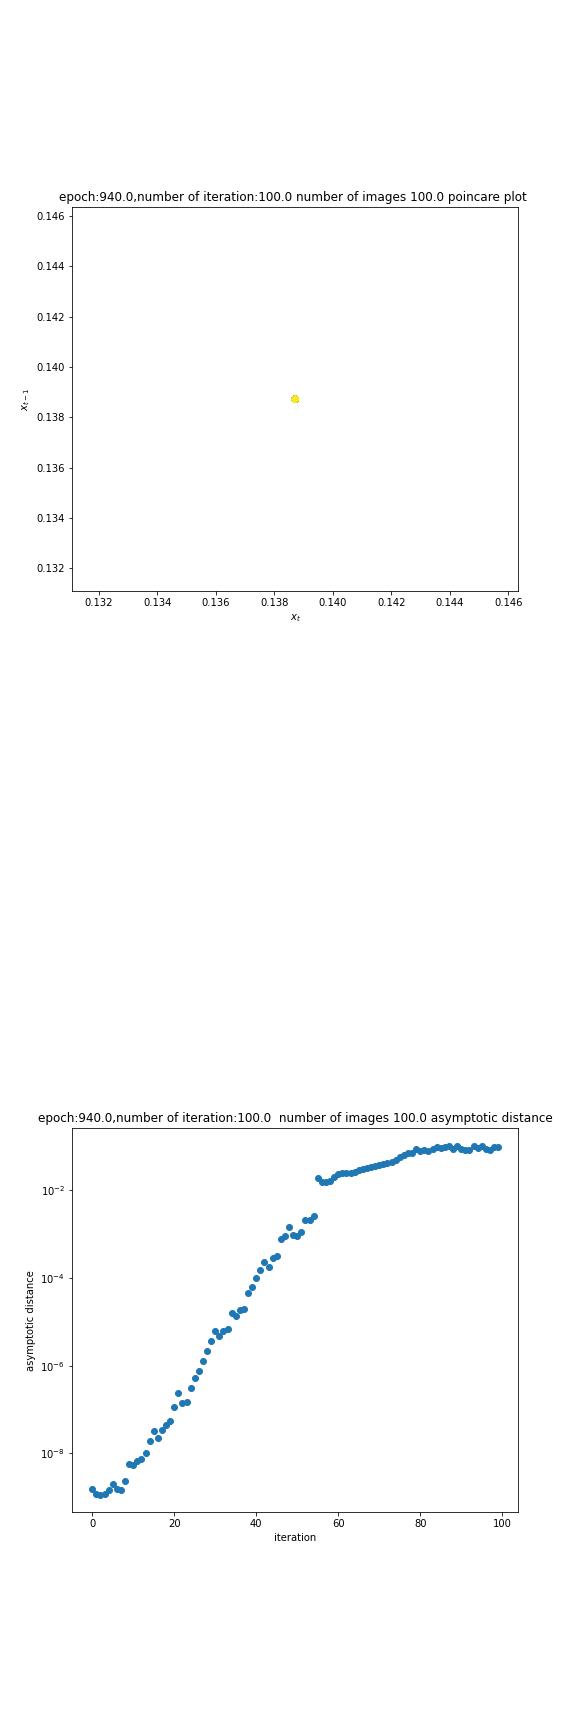 epoch:940.0,number of iteration:100.0 number of images 100.0 poincare plot
0.146
0.144
0.142
0.140
0.138
0.136
0.134
0.132
x_{t-1}
0.132 0.134 0.136 0.138 0.140 0.142 0.144 0.146
x_t
epoch:940.0,number of iteration:100.0  number of images 100.0 asymptotic distance
10^{-2}
10^{-4}
10^{-6}
10^{-8}
asymptotic distance
0 20 40 60 80 100
iteration